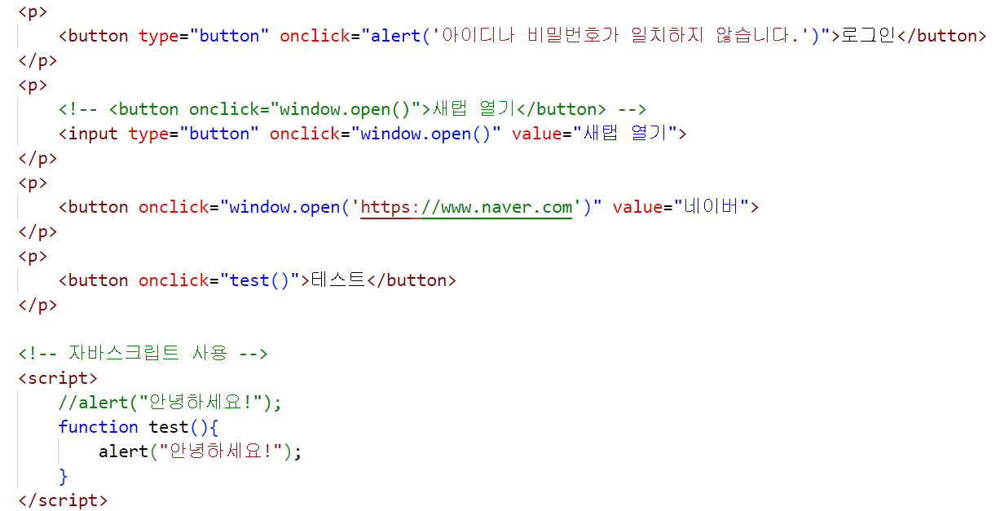 <p>
<button type="button" onclick="alert('아이디나 비밀번호가 일치하지 않습니다.')">로그인</button>
</p>
<p>
<!-- <button onclick="window.open()">새탭 열기</button> -->
<input type="button" onclick="window.open()" value="새탭 열기">
</p>
<p>
<button onclick="window.open('https://www.naver.com')" value="네이버">
</p>
<p>
<button onclick="test()">테스트</button>
</p>
<!-- 자바스크립트 사용 -->
<script>
//alert("안녕하세요!");
function test(){
alert("안녕하세요!");
}
</script>